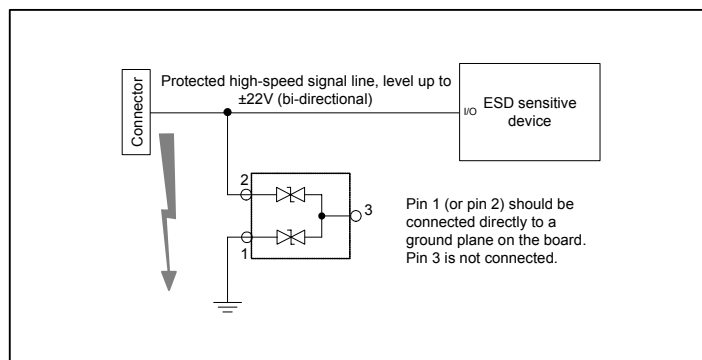 Connector
Protected high-speed signal line, level up to
±22V (bi-directional)
I/O
ESD sensitive
device
2
3
1
Pin 1 (or pin 2) should be
connected directly to a
ground plane on the board.
Pin 3 is not connected.